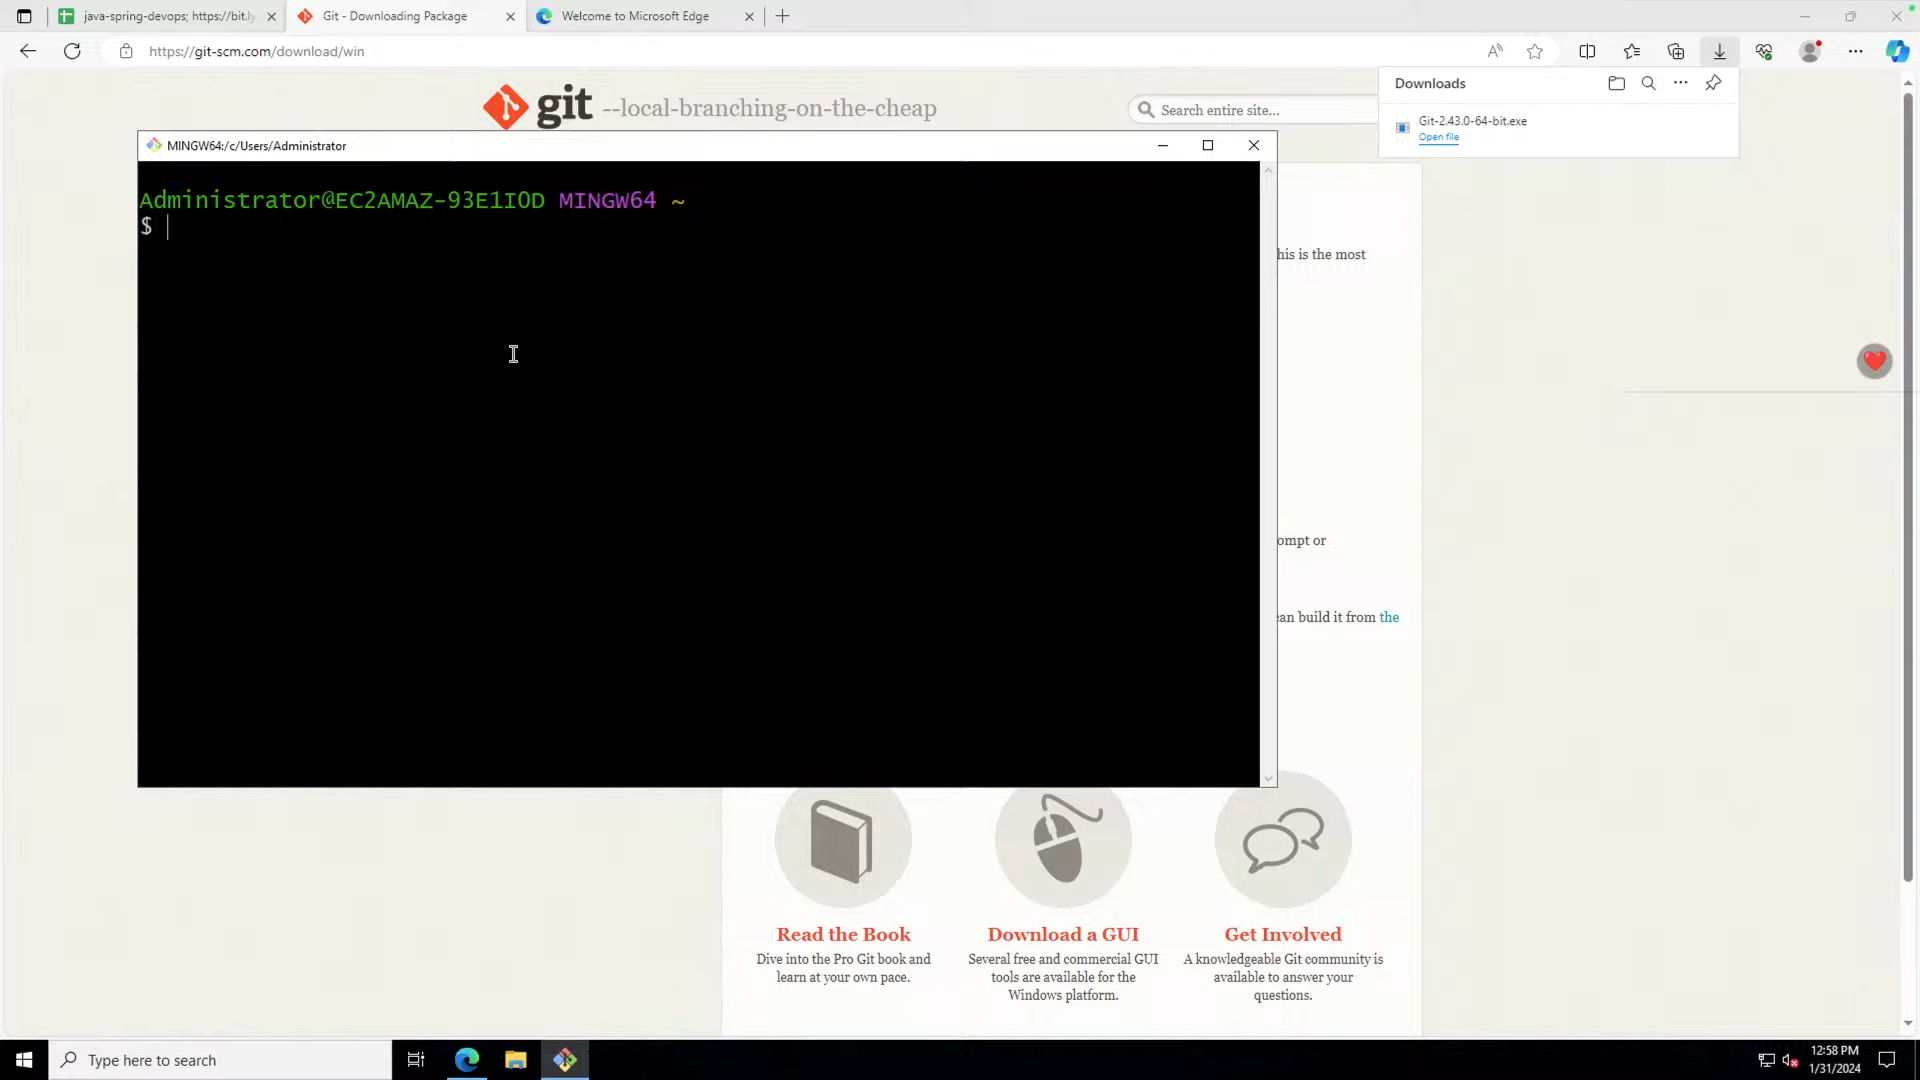 java-spring-devops; https://bit.ly
Git - Downloading Package
Welcome to Microsoft Edge
https://git-scm.com/download/win
git --local-branching-on-the-cheap
Search entire site...
Downloads
Git-2.43.0-64-bit.exe
Open file
MINGW64:/c/Users/Administrator
Administrator@EC2AMAZ-93E1I0D MINGW64 ~
$
his is the most
ompt or
can build it from the
Read the Book
Dive into the Pro Git book and
learn at your own pace.
Download a GUI
Several free and commercial GUI
tools are available for the
Windows platform.
Get Involved
A knowledgeable Git community is
available to answer your
questions.
Type here to search
12:58 PM
1/31/2024